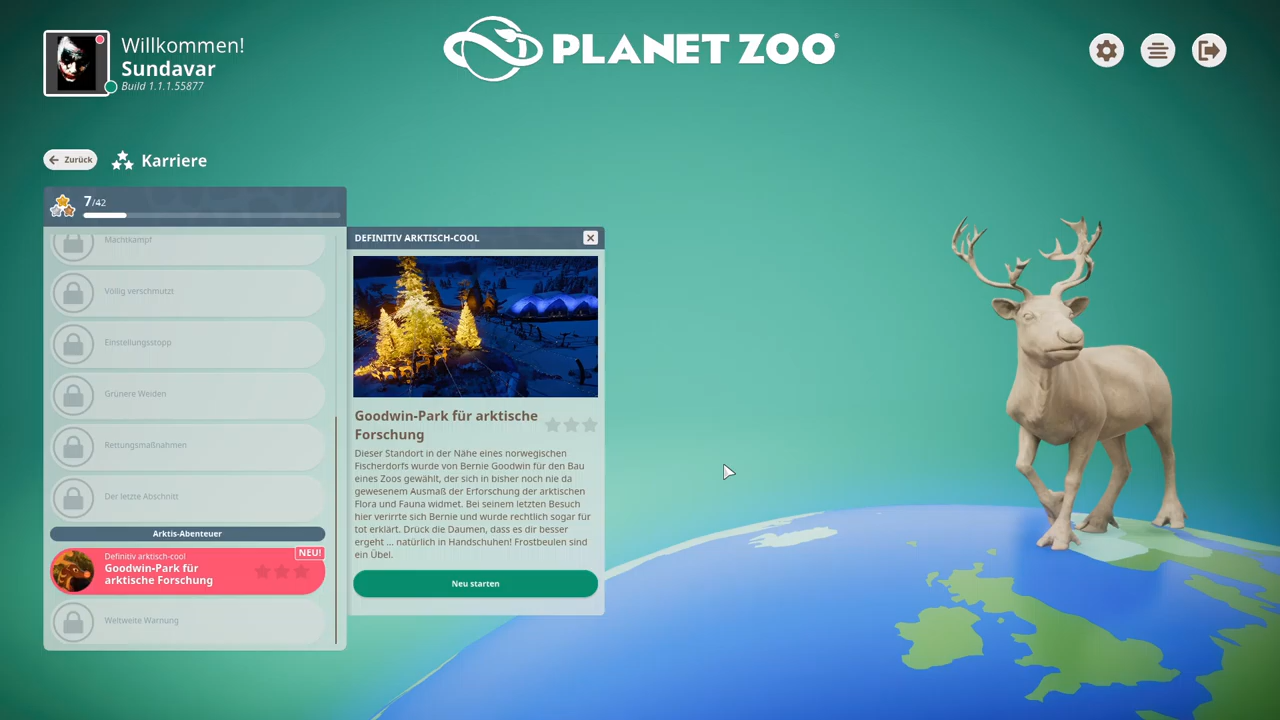 Willkommen!
Sundavar
Build 1.1.1.55877
PLANET ZOO
Zurück
Karriere
7/42
Machtkampf
Völlig verschmutzt
Einstellungsstopp
Grünere Weiden
Rettungsmaßnahmen
Der letzte Abschnitt
Arktis-Abenteuer
Definitiv arktisch-cool
NEU!
Goodwin-Park für
arktische Forschung
Weltweite Warnung
DEFINITIV ARKTISCH-COOL
Goodwin-Park für arktische
Forschung
Dieser Standort in der Nähe eines norwegischen
Fischerdorfs wurde von Bernie Goodwin für den Bau
eines Zoos gewählt, der sich in bisher noch nie da
gewesenem Ausmaß der Erforschung der arktischen
Flora und Fauna widmet. Bei seinem letzten Besuch
hier verirrte sich Bernie und wurde rechtlich sogar für
tot erklärt. Drück die Daumen, dass es dir besser
ergeht ... natürlich in Handschuhen! Frostbeulen sind
ein Übel.
Neu starten